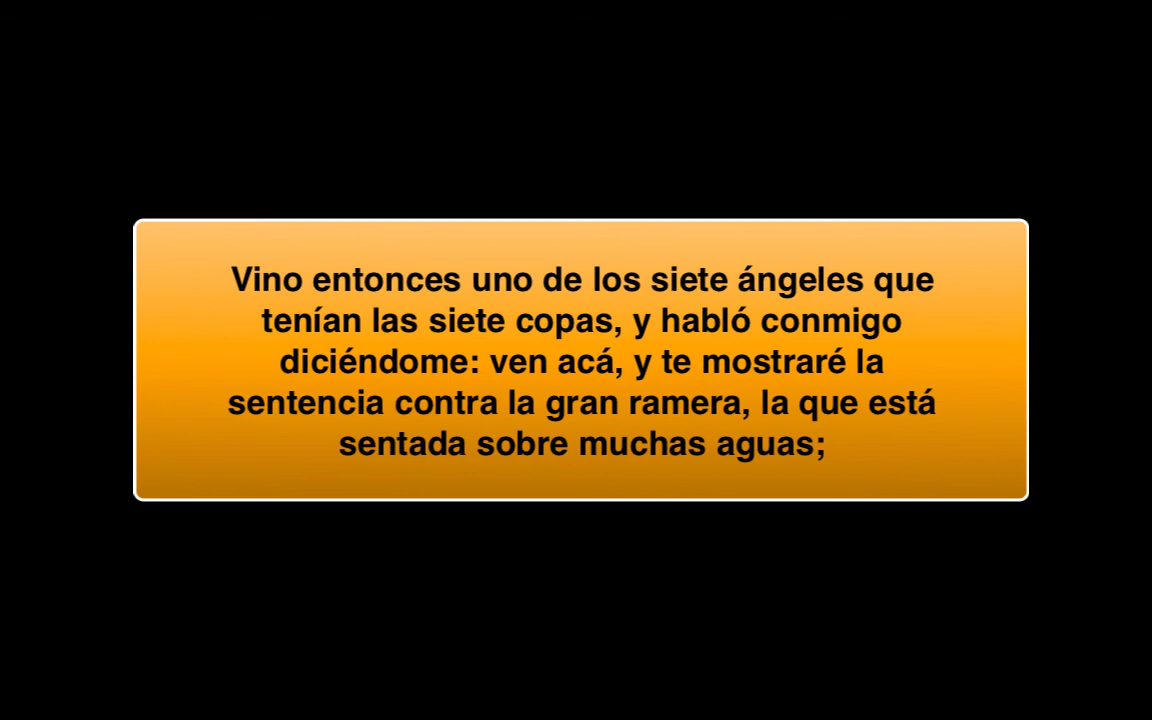 Vino entonces uno de los siete ángeles que
tenían las siete copas, y habló conmigo
diciéndome: ven acá, y te mostraré la
sentencia contra la gran ramera, la que está
sentada sobre muchas aguas;